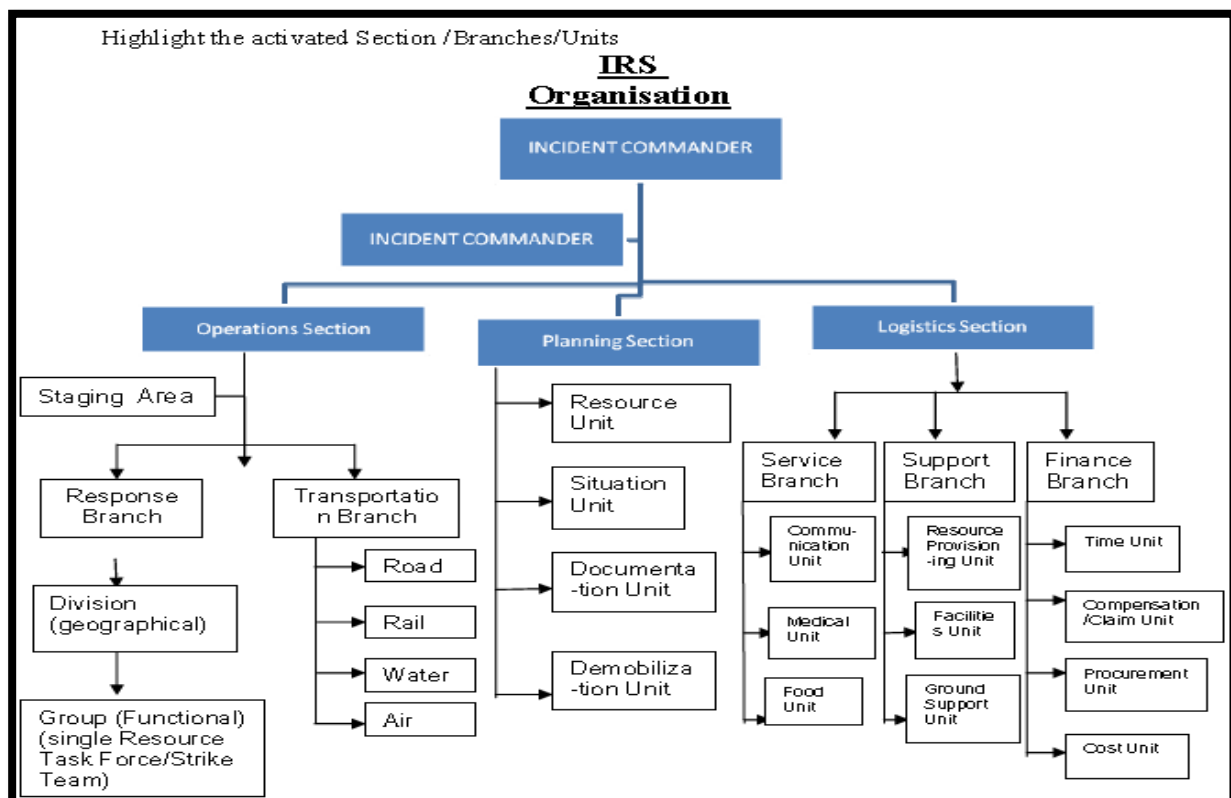 Highlight the activated Section /Branches/Units
IRS
Organisation
INCIDENT COMMANDER
INCIDENT COMMANDER
Operations Section
Planning Section
Logistics Section
Staging Area
Response
Branch
Transportatio
n Branch
Division
(geographical)
Group (Functional)
(single Resource
Task Force/Strike
Team)
Road
Rail
Water
Air
Resource
Unit
Situation
Unit
Documenta
-tion Unit
Demobiliza
-tion Unit
Service
Branch
Support
Branch
Finance
Branch
Commu-
nication
Unit
Medical
Unit
Food
Unit
Resource
Provision
-ing Unit
Facilitie
s Unit
Ground
Support
Unit
Time Unit
Compensation
/Claim Unit
Procurement
Unit
Cost Unit